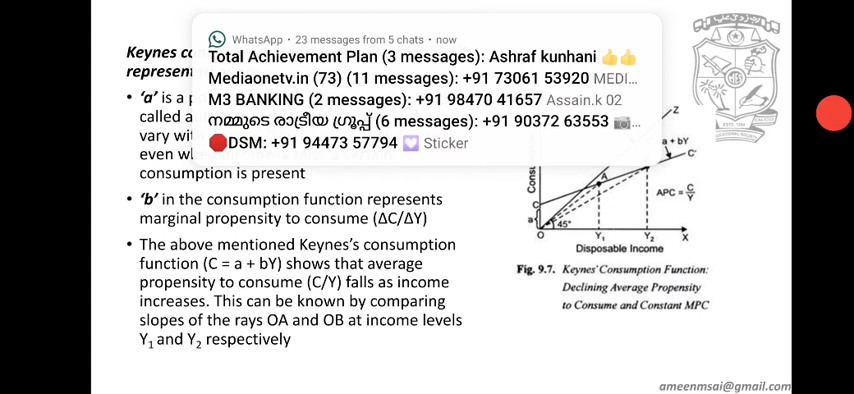 WhatsApp • 23 messages from 5 chats • now
Total Achievement Plan (3 messages): Ashraf kunhani 👍👍
Mediaonetv.in (73) (11 messages): +91 73061 53920 MEDI...
M3 BANKING (2 messages): +91 98470 41657 Assain.k 02
നമ്മുടെ രാട്രീയ ഗ്രൂപ്പ് (6 messages): +91 90372 63553 📷...
🛑DSM: +91 94473 57794 💟 Sticker
Keynes
• 'a' is a
called
vary with
even
consumption is present
• 'b' in the consumption function represents
marginal propensity to consume (ΔC/ΔY)
• The above mentioned Keynes's consumption
function (C = a + bY) shows that average
propensity to consume (C/Y) falls as income
increases. This can be known by comparing
slopes of the rays OA and OB at income levels
Y₁ and Y₂ respectively
Z
a + bY
C'
A
APC = C/Y
C
a
45°
O
Y₁
Y₂
X
Disposable Income
Fig. 9.7. Keynes' Consumption Function:
Declining Average Propensity
to Consume and Constant MPC
ameenmsai@gmail.com